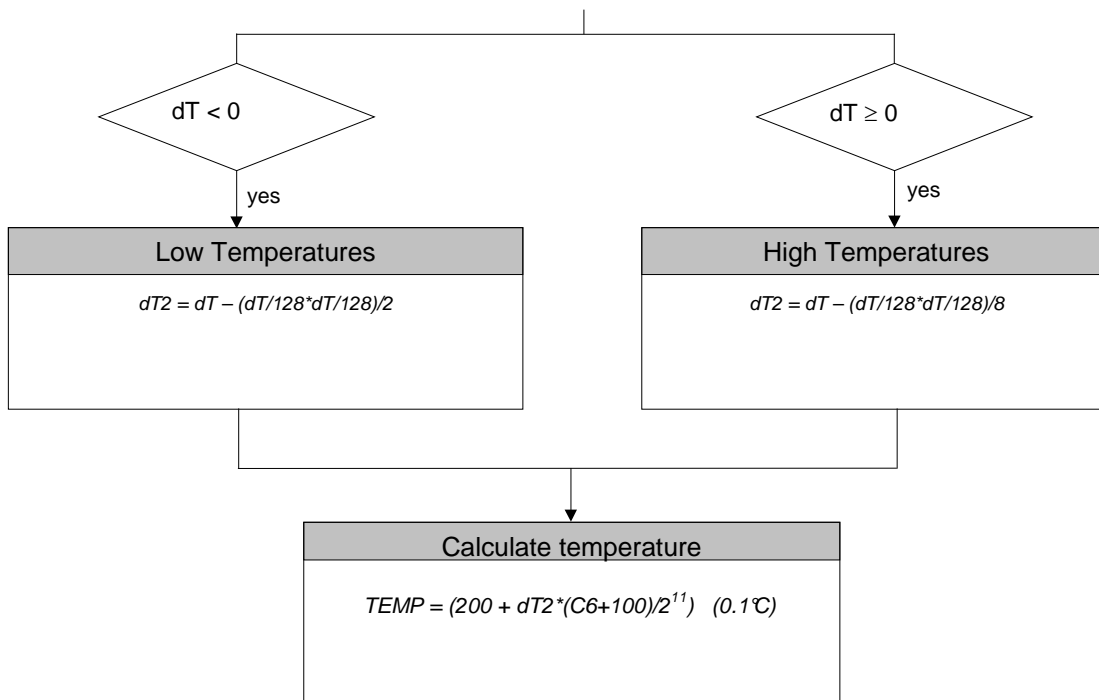 dT < 0
dT ≥ 0
yes
yes
Low Temperatures
dT2 = dT – (dT/128*dT/128)/2
High Temperatures
dT2 = dT – (dT/128*dT/128)/8
Calculate temperature
TEMP = (200 + dT2*(C6+100)/2¹¹) (0.1°C)